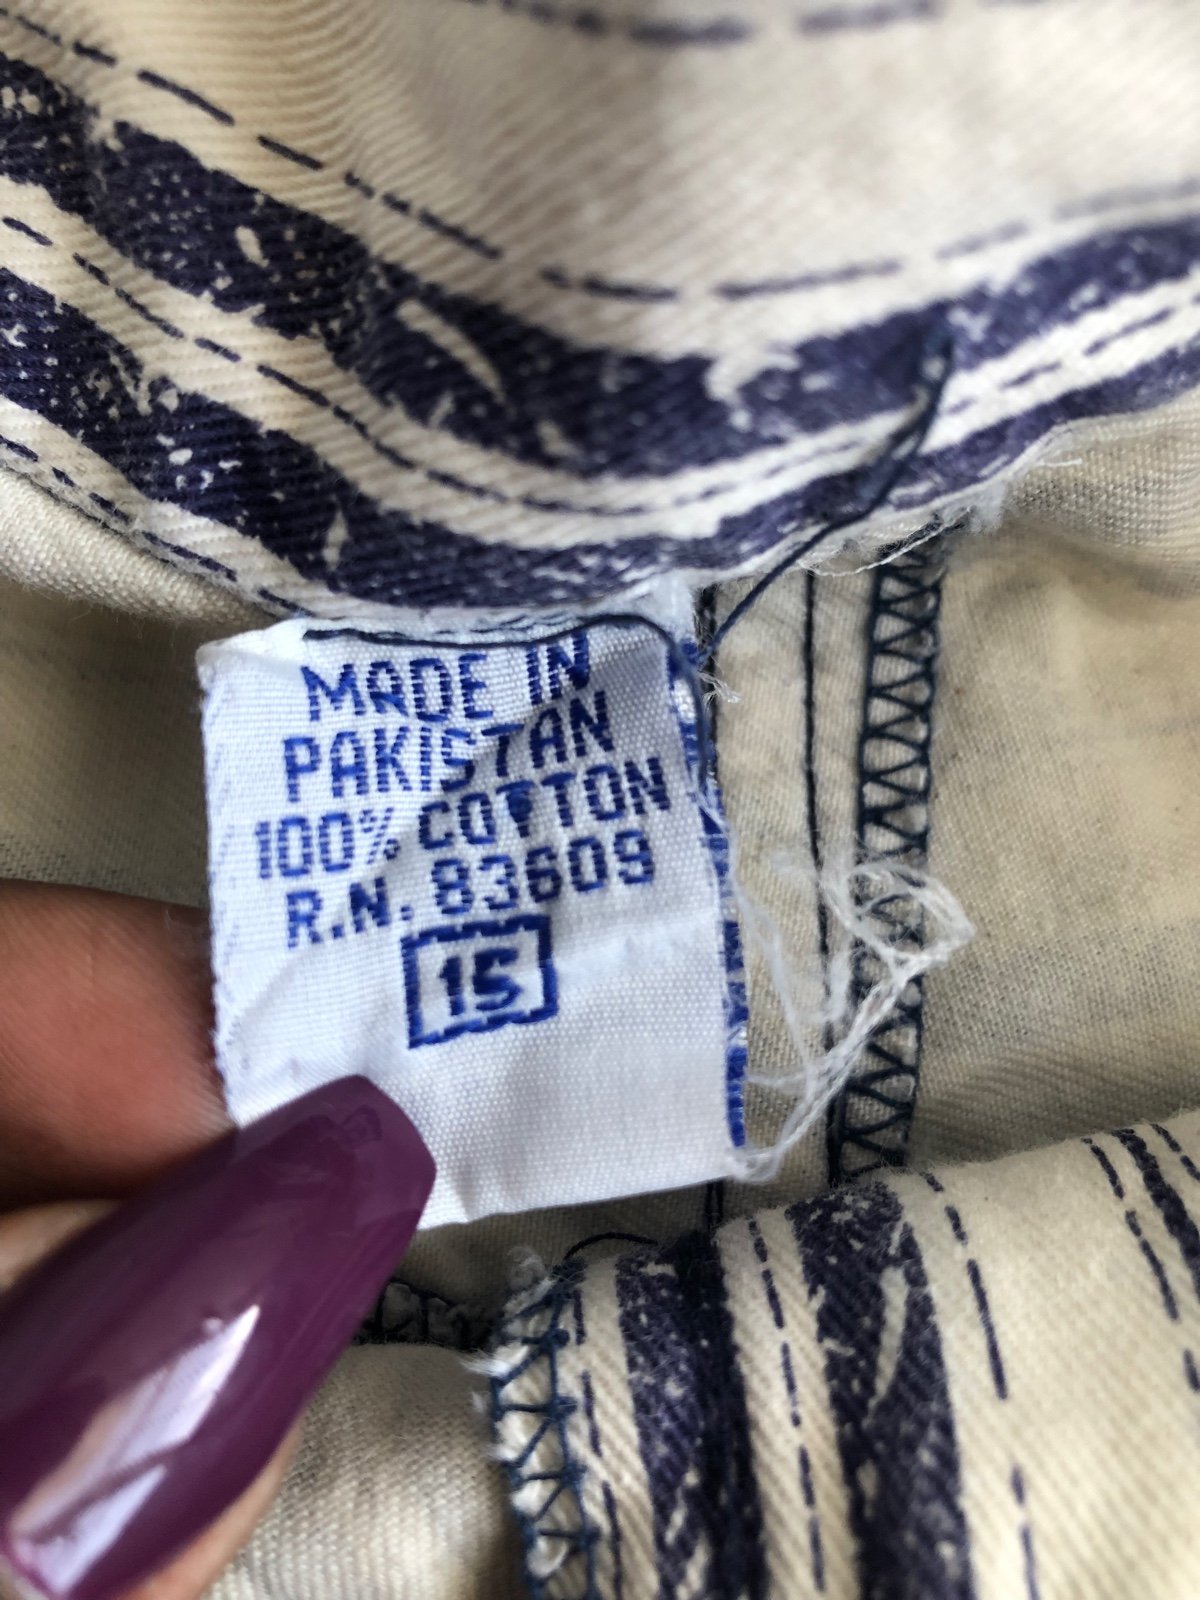 MADE IN
PAKISTAN
100% COTTON
R.N. 83609
15